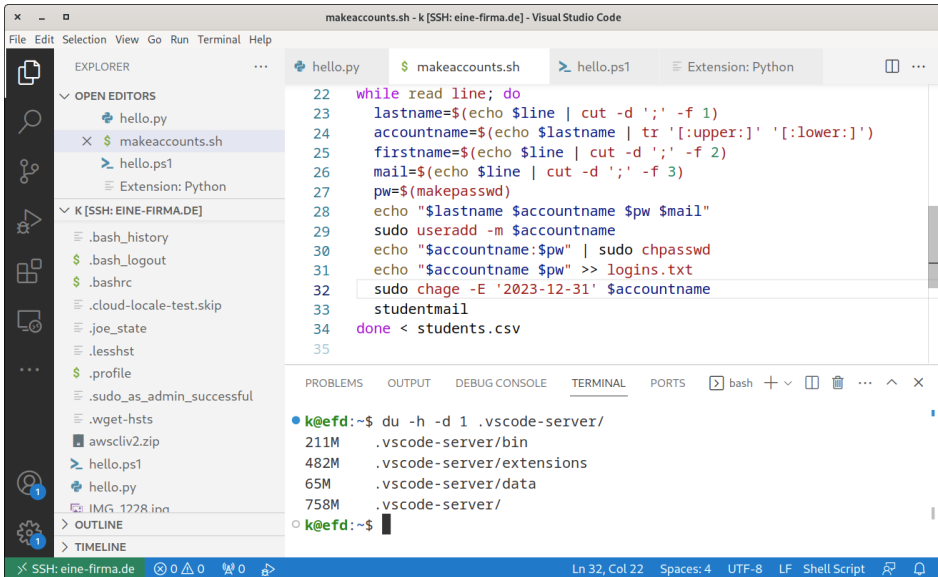 makeaccounts.sh - k [SSH: eine-firma.de] - Visual Studio Code
File Edit Selection View Go Run Terminal Help
EXPLORER
OPEN EDITORS
hello.py
makeaccounts.sh
hello.ps1
Extension: Python
K [SSH: EINE-FIRMA.DE]
.bash_history
.bash_logout
.bashrc
.cloud-locale-test.skip
.joe_state
.lesshst
.profile
.sudo_as_admin_successful
.wget-hsts
awscliv2.zip
hello.ps1
hello.py
IMG_1228.jpg
OUTLINE
TIMELINE
1
1
hello.py $ makeaccounts.sh hello.ps1 Extension: Python
22 while read line; do
23 lastname=$(echo $line | cut -d ';' -f 1)
24 accountname=$(echo $lastname | tr '[:upper:]' '[:lower:]')
25 firstname=$(echo $line | cut -d ';' -f 2)
26 mail=$(echo $line | cut -d ';' -f 3)
27 pw=$(makepasswd)
28 echo "$lastname $accountname $pw $mail"
29 sudo useradd -m $accountname
30 echo "$accountname:$pw" | sudo chpasswd
31 echo "$accountname $pw" >> logins.txt
32 sudo chage -E '2023-12-31' $accountname
33 studentmail
34 done < students.csv
35
PROBLEMS OUTPUT DEBUG CONSOLE TERMINAL PORTS bash
k@efd:~$ du -h -d 1 .vscode-server/
211M .vscode-server/bin
482M .vscode-server/extensions
65M .vscode-server/data
758M .vscode-server/
k@efd:~$
SSH: eine-firma.de 0 0 0 Ln 32, Col 22 Spaces: 4 UTF-8 LF Shell Script